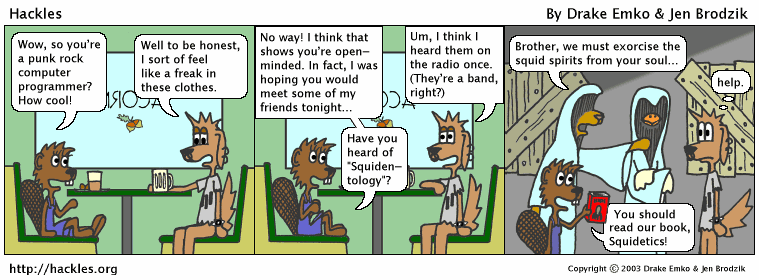 Hackles
By Drake Emko & Jen Brodzik
Wow, so you're
a punk rock
computer
programmer?
How cool!
Well to be honest,
I sort of feel
like a freak in
these clothes.
No way! I think that
shows you're open-
minded. In fact, I was
hoping you would
meet some of my
friends tonight...
Um, I think I
heard them on
the radio once.
(They're a band,
right?)
Have you
heard of
"Squiden-
tology"?
Brother, we must exorcise the
squid spirits from your soul...
help.
You should
read our book,
Squidetics!
ACORN
http://hackles.org
Copyright © 2003 Drake Emko & Jen Brodzik